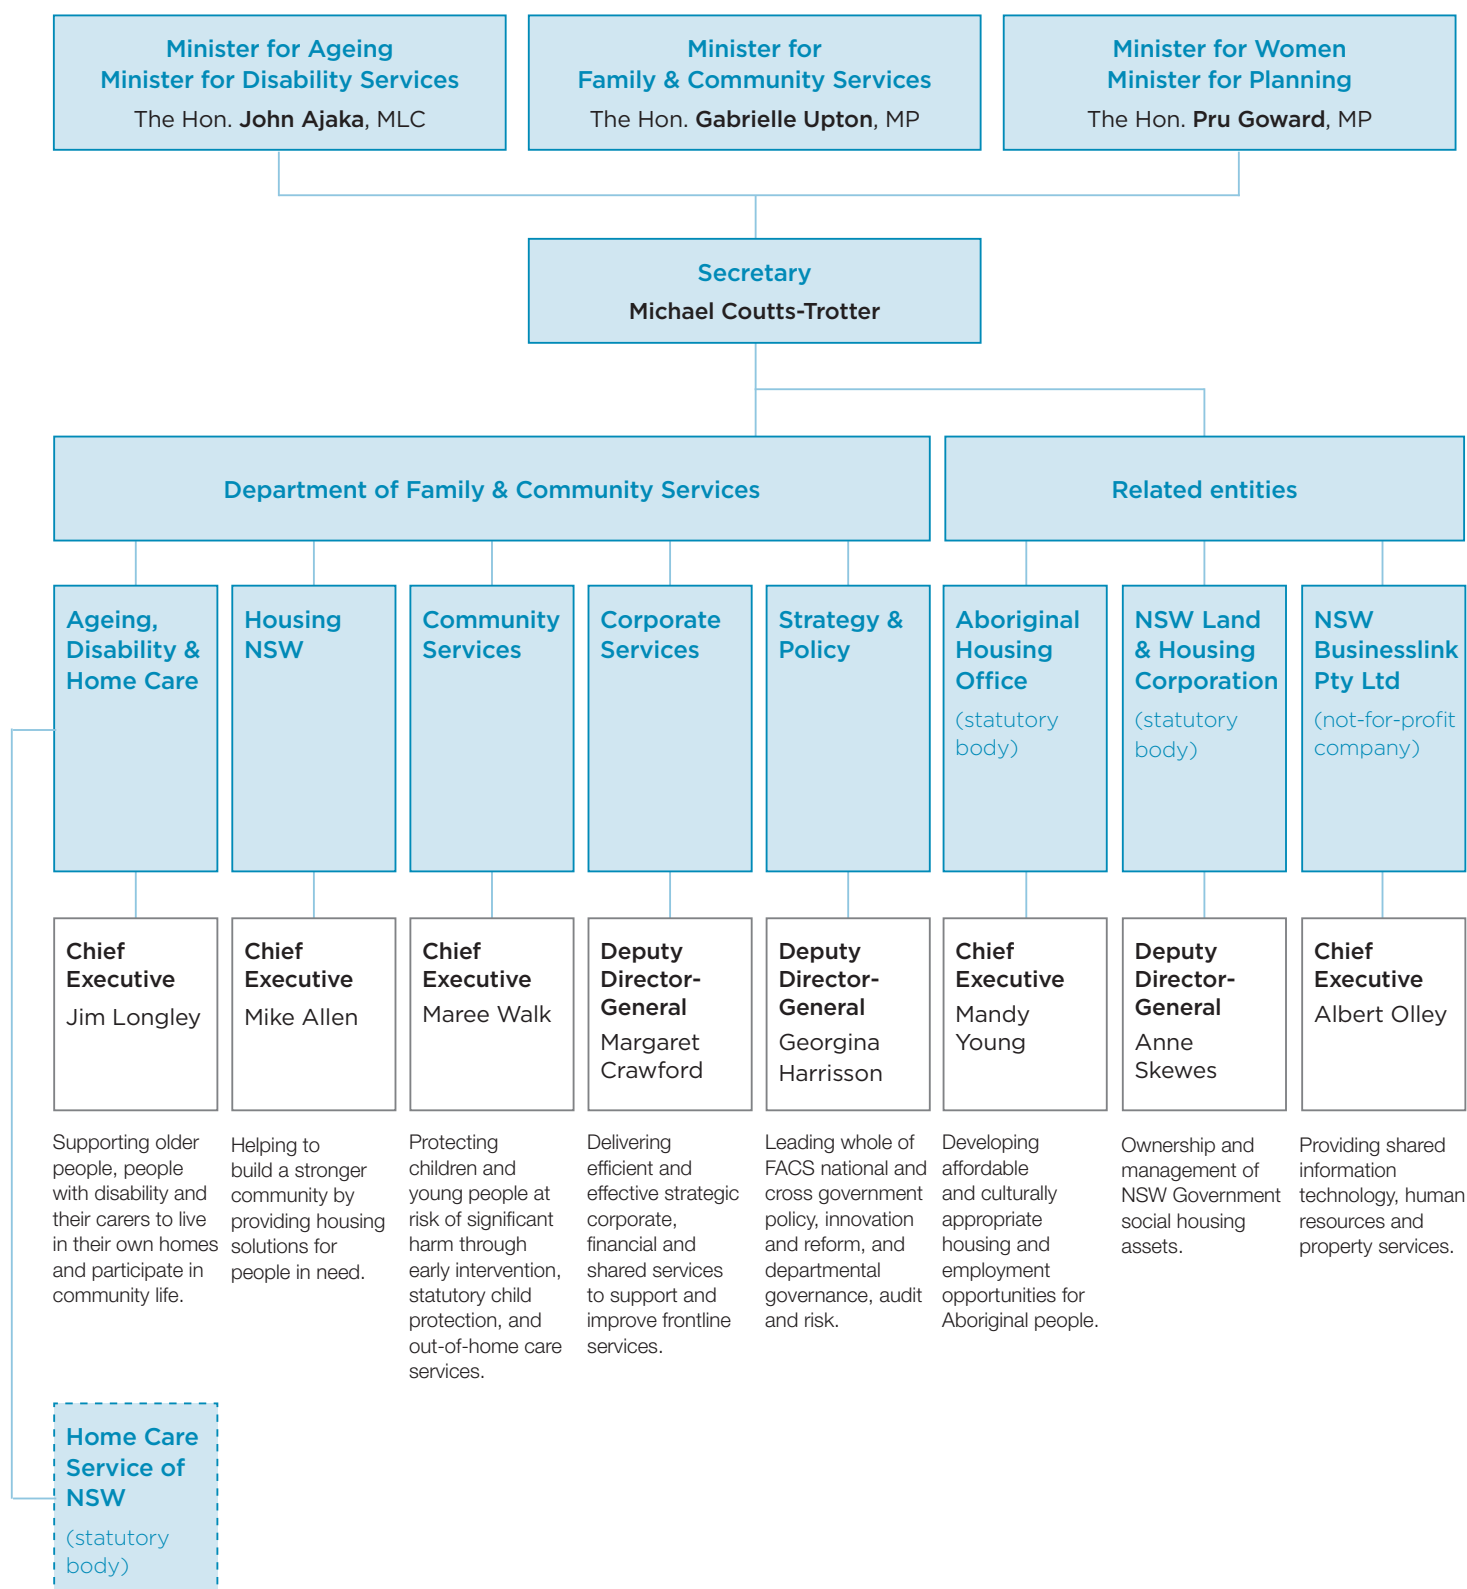 Minister for Ageing
Minister for Disability Services
The Hon. John Ajaka, MLC
Minister for
Family & Community Services
The Hon. Gabrielle Upton, MP
Minister for Women
Minister for Planning
The Hon. Pru Goward, MP
Secretary
Michael Coutts-Trotter
Department of Family & Community Services
Related entities
Ageing,
Disability &
Home Care
Housing
NSW
Community
Services
Corporate
Services
Strategy &
Policy
Aboriginal
Housing
Office
(statutory
body)
NSW Land
& Housing
Corporation
(statutory
body)
NSW
Businesslink
Pty Ltd
(not-for-profit
company)
Chief
Executive
Jim Longley
Chief
Executive
Mike Allen
Chief
Executive
Maree Walk
Deputy
Director-
General
Margaret
Crawford
Deputy
Director-
General
Georgina
Harrisson
Chief
Executive
Mandy
Young
Deputy
Director-
General
Anne
Skewes
Chief
Executive
Albert Olley
Supporting older
people, people
with disability and
their carers to live
in their own homes
and participate in
community life.
Helping to
build a stronger
community by
providing housing
solutions for
people in need.
Protecting
children and
young people at
risk of significant
harm through
early intervention,
statutory child
protection, and
out-of-home care
services.
Delivering
efficient and
effective strategic
corporate,
financial and
shared services
to support and
improve frontline
services.
Leading whole of
FACS national and
cross government
policy, innovation
and reform, and
departmental
governance, audit
and risk.
Developing
affordable
and culturally
appropriate
housing and
employment
opportunities for
Aboriginal people.
Ownership and
management of
NSW Government
social housing
assets.
Providing shared
information
technology, human
resources and
property services.
Home Care
Service of
NSW
(statutory
body)